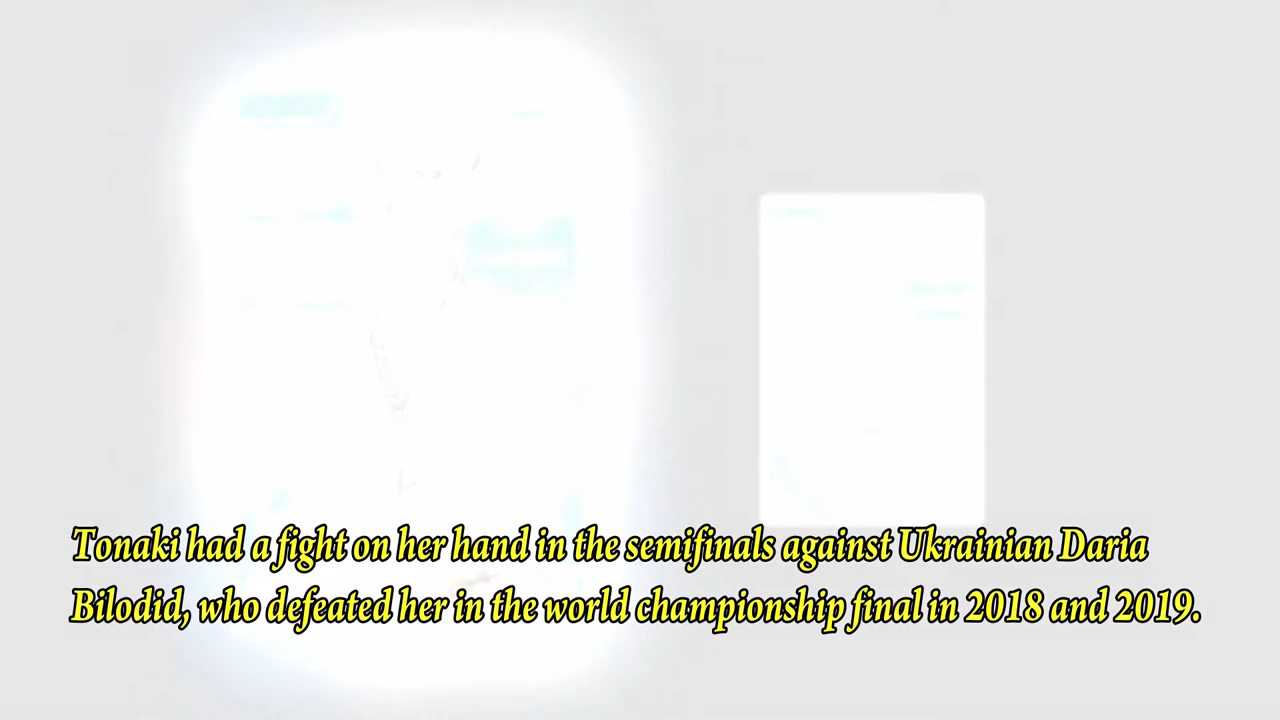 Tonaki had a fight on her hand in the semifinals against Ukrainian Daria
Bilodid, who defeated her in the world championship final in 2018 and 2019.